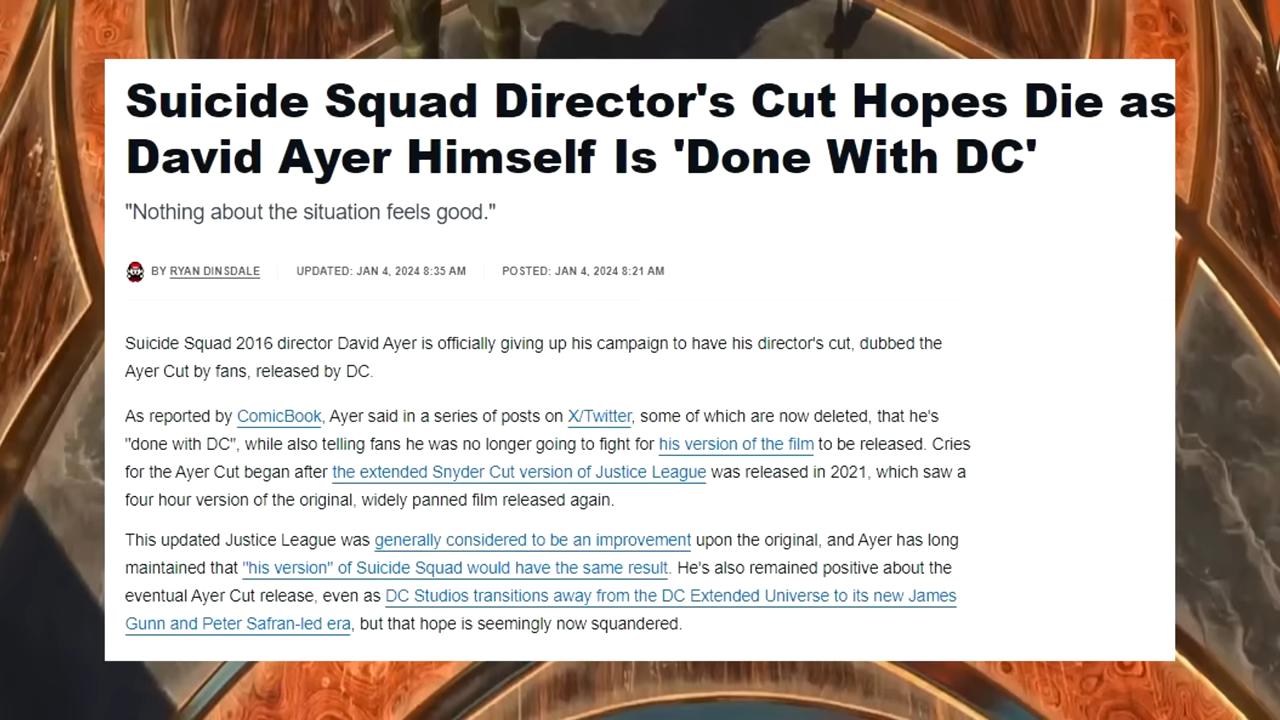 Suicide Squad Director's Cut Hopes Die as
David Ayer Himself Is 'Done With DC'
"Nothing about the situation feels good."
BY RYAN DINSDALE UPDATED: JAN 4, 2024 8:35 AM POSTED: JAN 4, 2024 8:21 AM
Suicide Squad 2016 director David Ayer is officially giving up his campaign to have his director's cut, dubbed the
Ayer Cut by fans, released by DC.
As reported by ComicBook, Ayer said in a series of posts on X/Twitter, some of which are now deleted, that he's
"done with DC", while also telling fans he was no longer going to fight for his version of the film to be released. Cries
for the Ayer Cut began after the extended Snyder Cut version of Justice League was released in 2021, which saw a
four hour version of the original, widely panned film released again.
This updated Justice League was generally considered to be an improvement upon the original, and Ayer has long
maintained that "his version" of Suicide Squad would have the same result. He's also remained positive about the
eventual Ayer Cut release, even as DC Studios transitions away from the DC Extended Universe to its new James
Gunn and Peter Safran-led era, but that hope is seemingly now squandered.